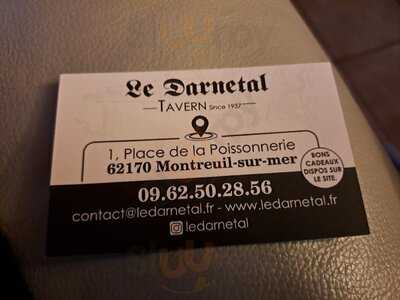 Le Darnetal
TAVERN Since 1937
1, Place de la Poissonnerie
62170 Montreuil-sur-mer
BONS
CADEAUX
DISPOS SUR
LE SITE.
09.62.50.28.56
contact@ledarnetal.fr - www.ledarnetal.fr
ledarnetal